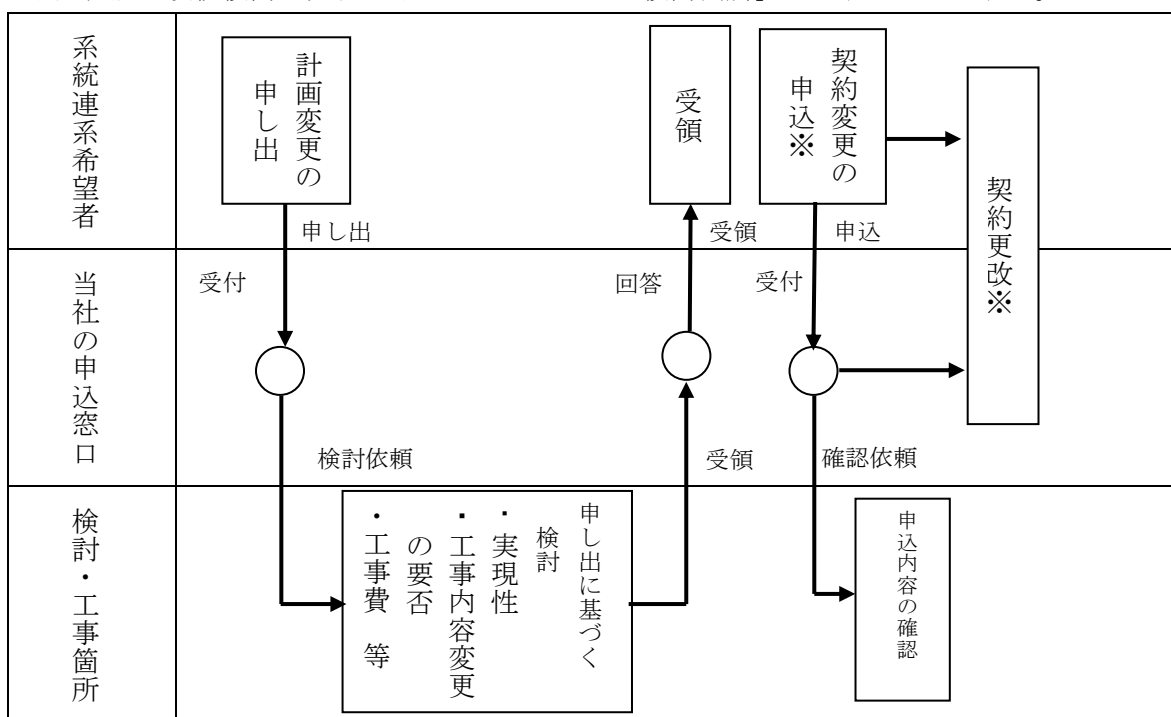 系統連系希望者
計画変更の
申し出
受領
契約変更の
申込※
契約更改※
申し出
受領
申込
当社の申込窓口
受付
回答
受付
検討依頼
受領
確認依頼
検討・工事箇所
申し出に基づく
検討
・実現性
・工事内容変更
の要否
・工事費 等
申込内容の確認